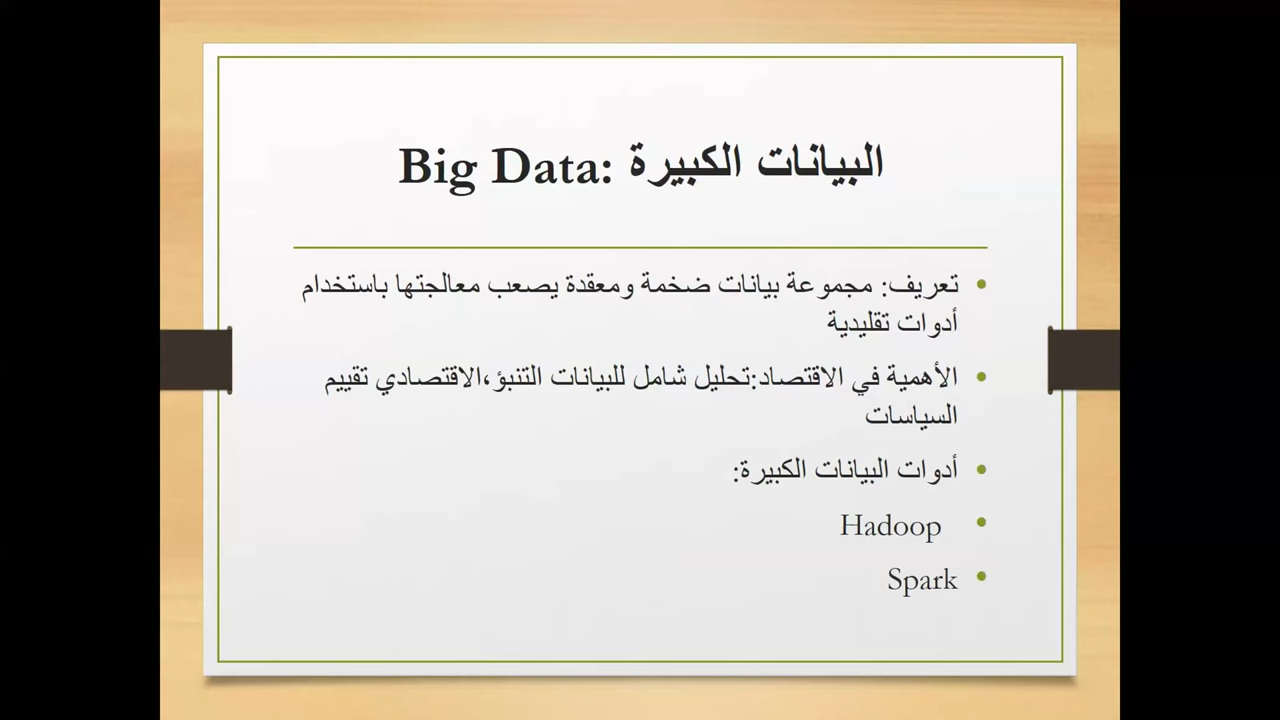 البيانات الكبيرة :Big Data
تعريف: مجموعة بيانات ضخمة ومعقدة يصعب معالجتها باستخدام
أدوات تقليدية
الأهمية في الاقتصاد:تحليل شامل للبيانات التنبؤ،الاقتصادي تقييم
السياسات
أدوات البيانات الكبيرة:
Hadoop
Spark